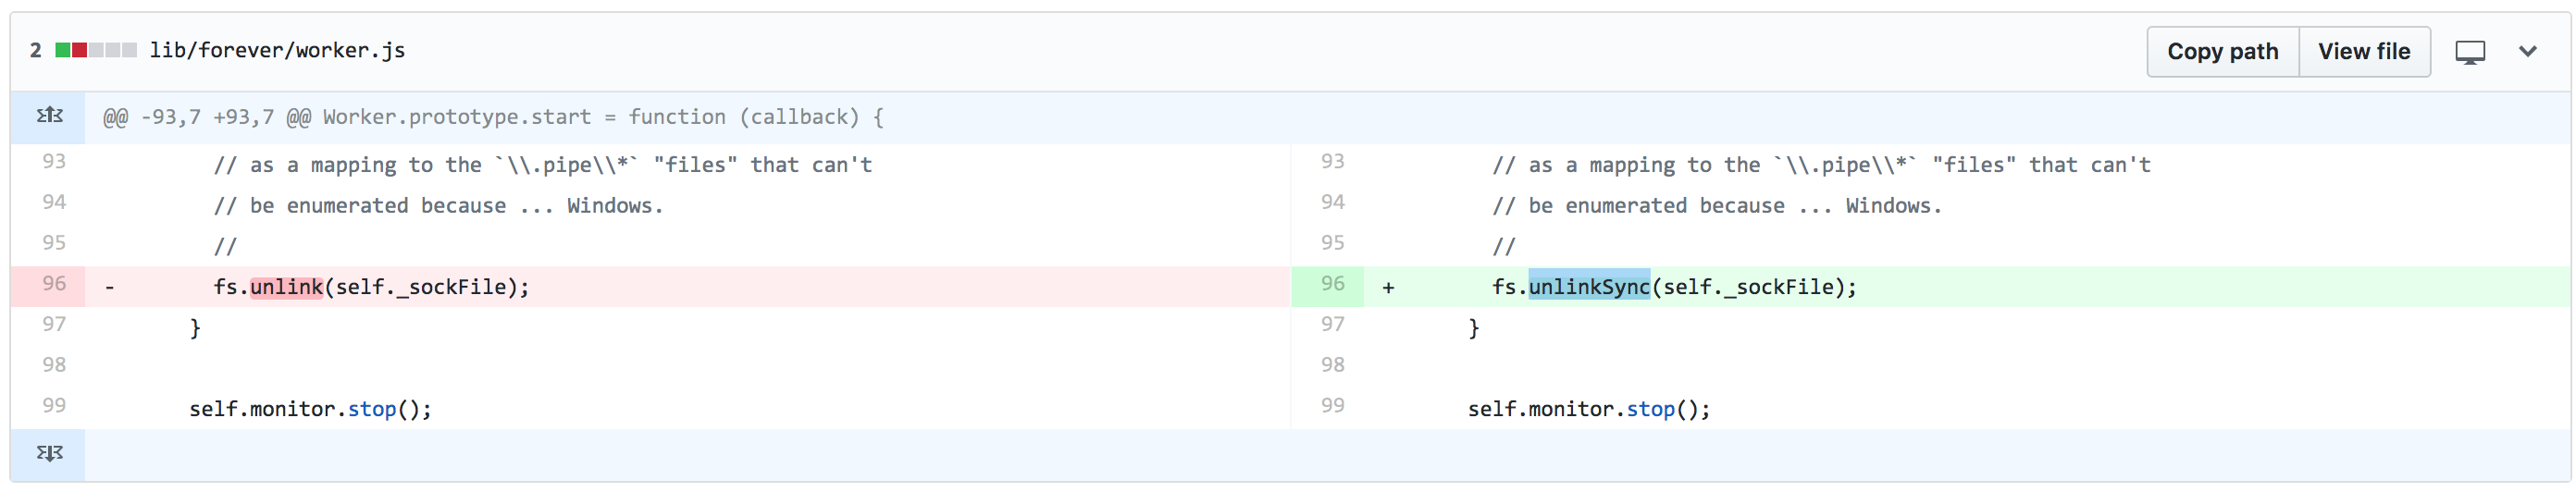 2 lib/forever/worker.js Copy path View file
@@ -93,7 +93,7 @@ Worker.prototype.start = function (callback) {
93 // as a mapping to the `\\.pipe\\*` "files" that can't 93 // as a mapping to the `\\.pipe\\*` "files" that can't
94 // be enumerated because ... Windows. 94 // be enumerated because ... Windows.
95 // 95 //
96 - fs.unlink(self._sockFile); 96 + fs.unlinkSync(self._sockFile);
97 } 97 }
98 98
99 self.monitor.stop(); 99 self.monitor.stop();